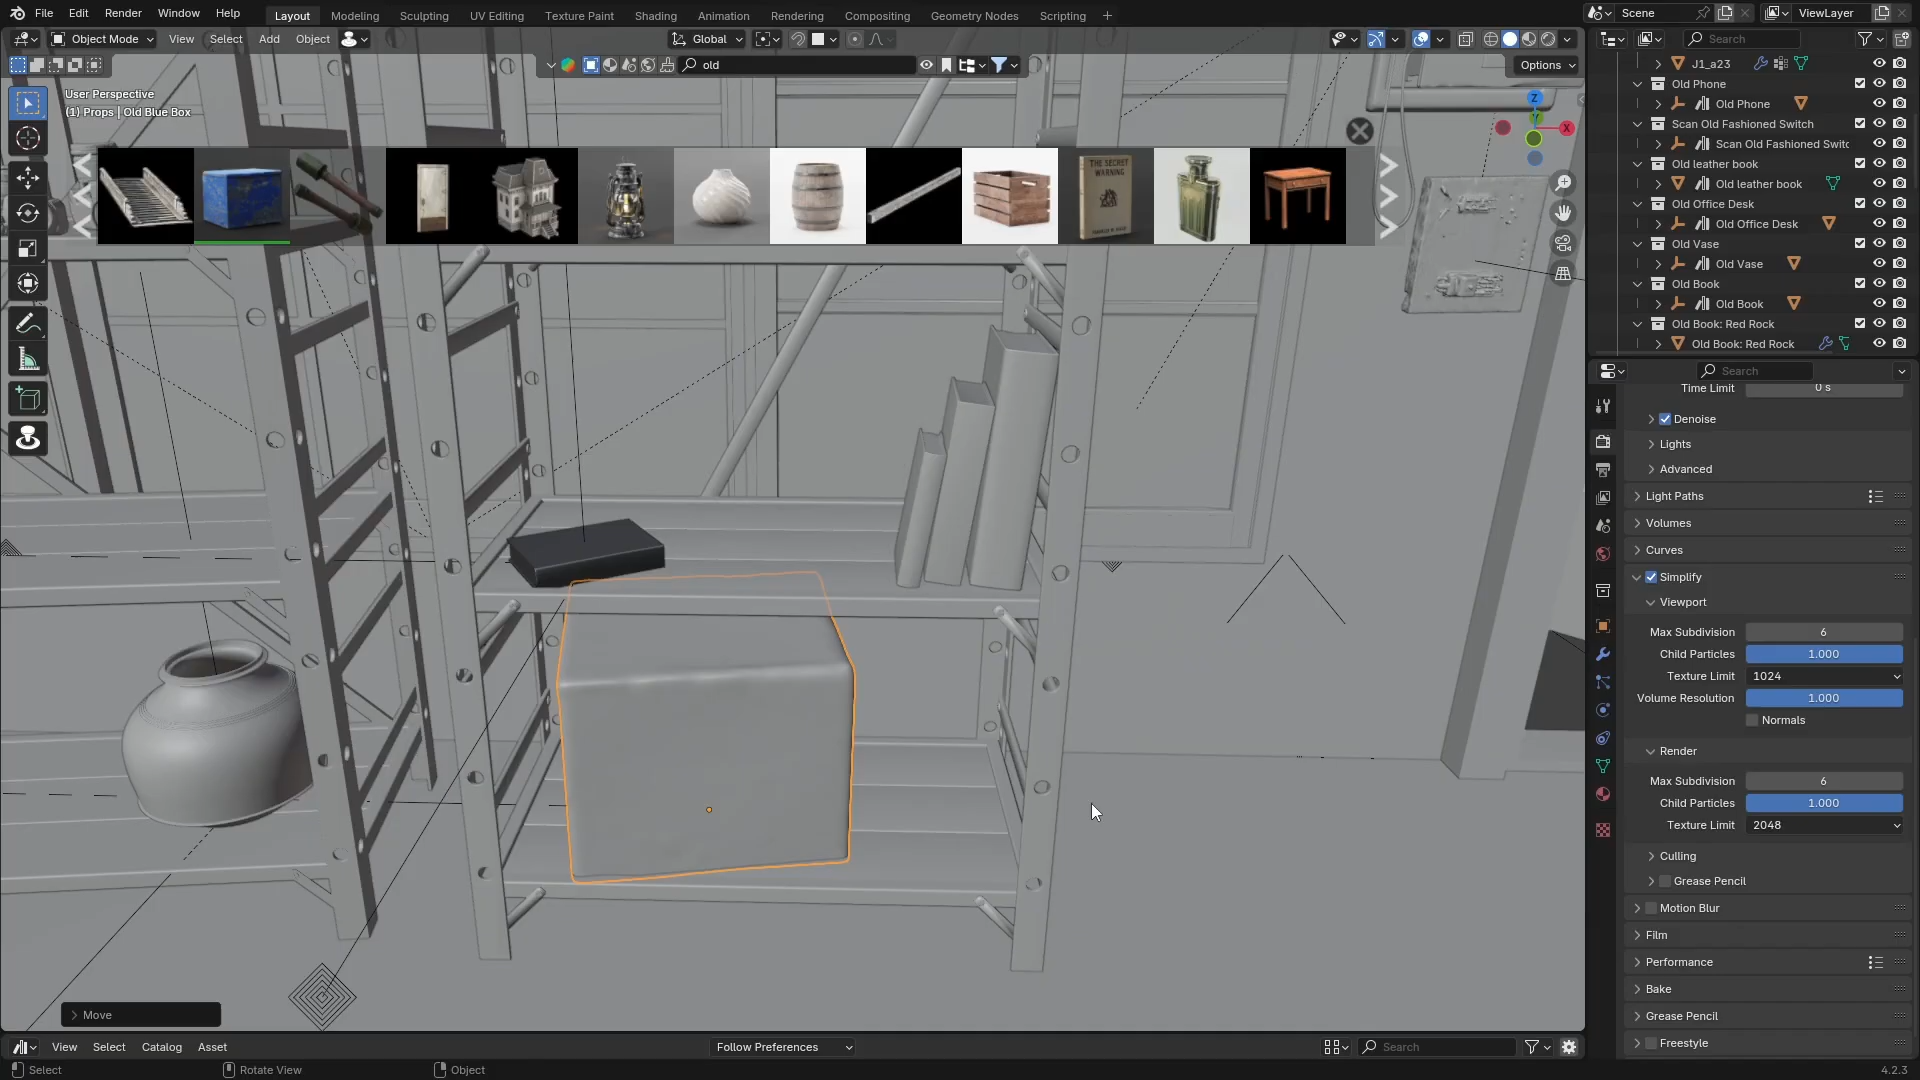 File Edit Render Window Help Layout Modeling Sculpting UV Editing Texture Paint Shading Animation Rendering Compositing Geometry Nodes Scripting + Scene ViewLayer
Object Mode View Select Add Object Global Search
old Options
User Perspective
(1) Props | Old Blue Box
Z
X
THE SECRET
WARNING
J1_a23
Old Phone
Old Phone
Scan Old Fashioned Switch
Scan Old Fashioned Switc
Old leather book
Old leather book
Old Office Desk
Old Office Desk
Old Vase
Old Vase
Old Book
Old Book
Old Book: Red Rock
Old Book: Red Rock
Search
Time Limit 0 s
Denoise
Lights
Advanced
Light Paths
Volumes
Curves
Simplify
Viewport
Max Subdivision 6
Child Particles 1.000
Texture Limit 1024
Volume Resolution 1.000
Normals
Render
Max Subdivision 6
Child Particles 1.000
Texture Limit 2048
Culling
Grease Pencil
Motion Blur
Film
Performance
Bake
Grease Pencil
Freestyle
Move
View Select Catalog Asset Follow Preferences Search
Select Rotate View Object 4.2.3